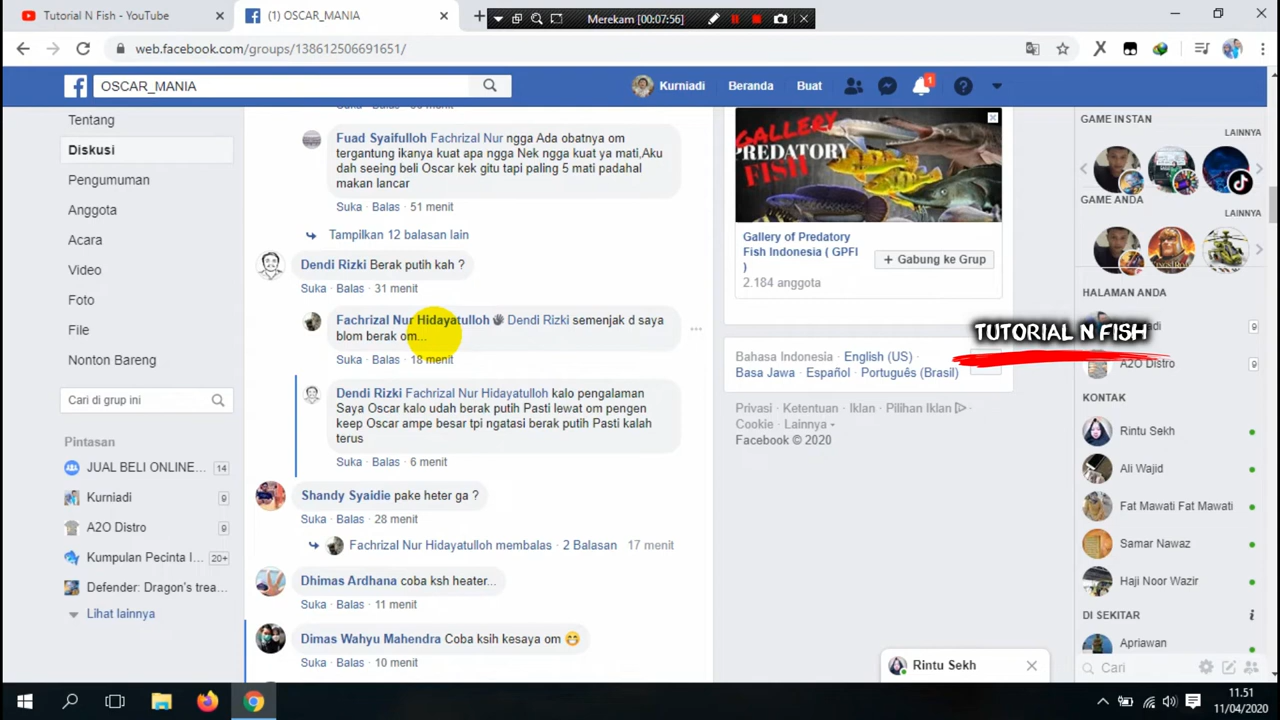 Tutorial N Fish - YouTube
(1) OSCAR_MANIA
Merekam [00:07:56]
web.facebook.com/groups/138612506691651/
OSCAR_MANIA
Kurniadi
Beranda
Buat
1
Tentang
Diskusi
Pengumuman
Anggota
Acara
Video
Foto
File
Nonton Bareng
Cari di grup ini
Pintasan
JUAL BELI ONLINE... 14
Kurniadi 9
A2O Distro 9
Kumpulan Pecinta I... 20+
Defender: Dragon's trea...
Lihat lainnya
Fuad Syaifulloh Fachrizal Nur ngga Ada obatnya om
tergantung ikanya kuat apa ngga Nek ngga kuat ya mati,Aku
dah seeing beli Oscar kek gitu tapi paling 5 mati padahal
makan lancar
Suka · Balas · 51 menit
Tampilkan 12 balasan lain
Dendi Rizki Berak putih kah ?
Suka · Balas · 31 menit
Fachrizal Nur Hidayatulloh Dendi Rizki semenjak d saya
blom berak om...
Suka · Balas · 18 menit
Dendi Rizki Fachrizal Nur Hidayatulloh kalo pengalaman
Saya Oscar kalo udah berak putih Pasti lewat om pengen
keep Oscar ampe besar tpi ngatasi berak putih Pasti kalah
terus
Suka · Balas · 6 menit
Shandy Syaidie pake heter ga ?
Suka · Balas · 28 menit
Fachrizal Nur Hidayatulloh membalas · 2 Balasan 17 menit
Dhimas Ardhana coba ksh heater...
Suka · Balas · 11 menit
Dimas Wahyu Mahendra Coba ksih kesaya om
Suka · Balas · 10 menit
GALLERY OF
PREDATORY
FISH
Gallery of Predatory
Fish Indonesia ( GPFI
)
2.184 anggota
+ Gabung ke Grup
Bahasa Indonesia · English (US) ·
Basa Jawa · Español · Português (Brasil)
Privasi · Ketentuan · Iklan · Pilihan Iklan ·
Cookie · Lainnya
Facebook © 2020
GAME INSTAN
LAINNYA
GAME ANDA
LAINNYA
HALAMAN ANDA
TUTORIAL N FISH
9
A2O Distro 9
KONTAK
Rintu Sekh
Ali Wajid
Fat Mawati Fat Mawati
Samar Nawaz
Haji Noor Wazir
DI SEKITAR
Apriawan
Cari
Rintu Sekh
11.51
11/04/2020